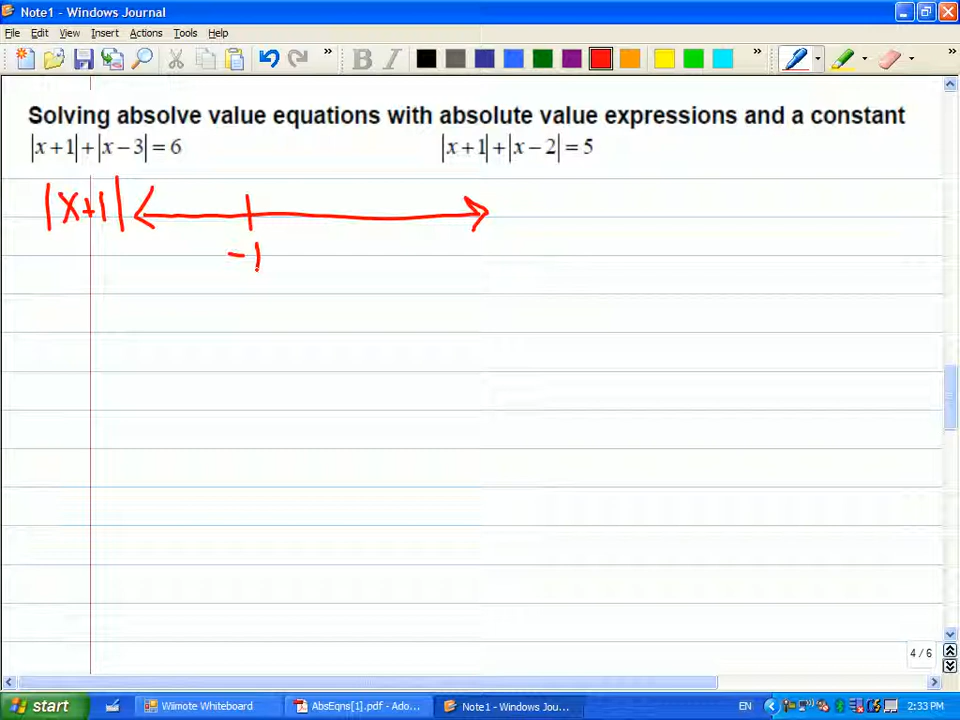 Note1 - Windows Journal
File Edit View Insert Actions Tools Help
B I
Solving absolve value equations with absolute value expressions and a constant
|x+1|+|x−3|=6 |x+1|+|x−2|=5
|x+1|
-1
4 / 6
start Wiimote Whiteboard AbsEqns[1].pdf - Ado... Note1 - Windows Jou... EN 2:33 PM